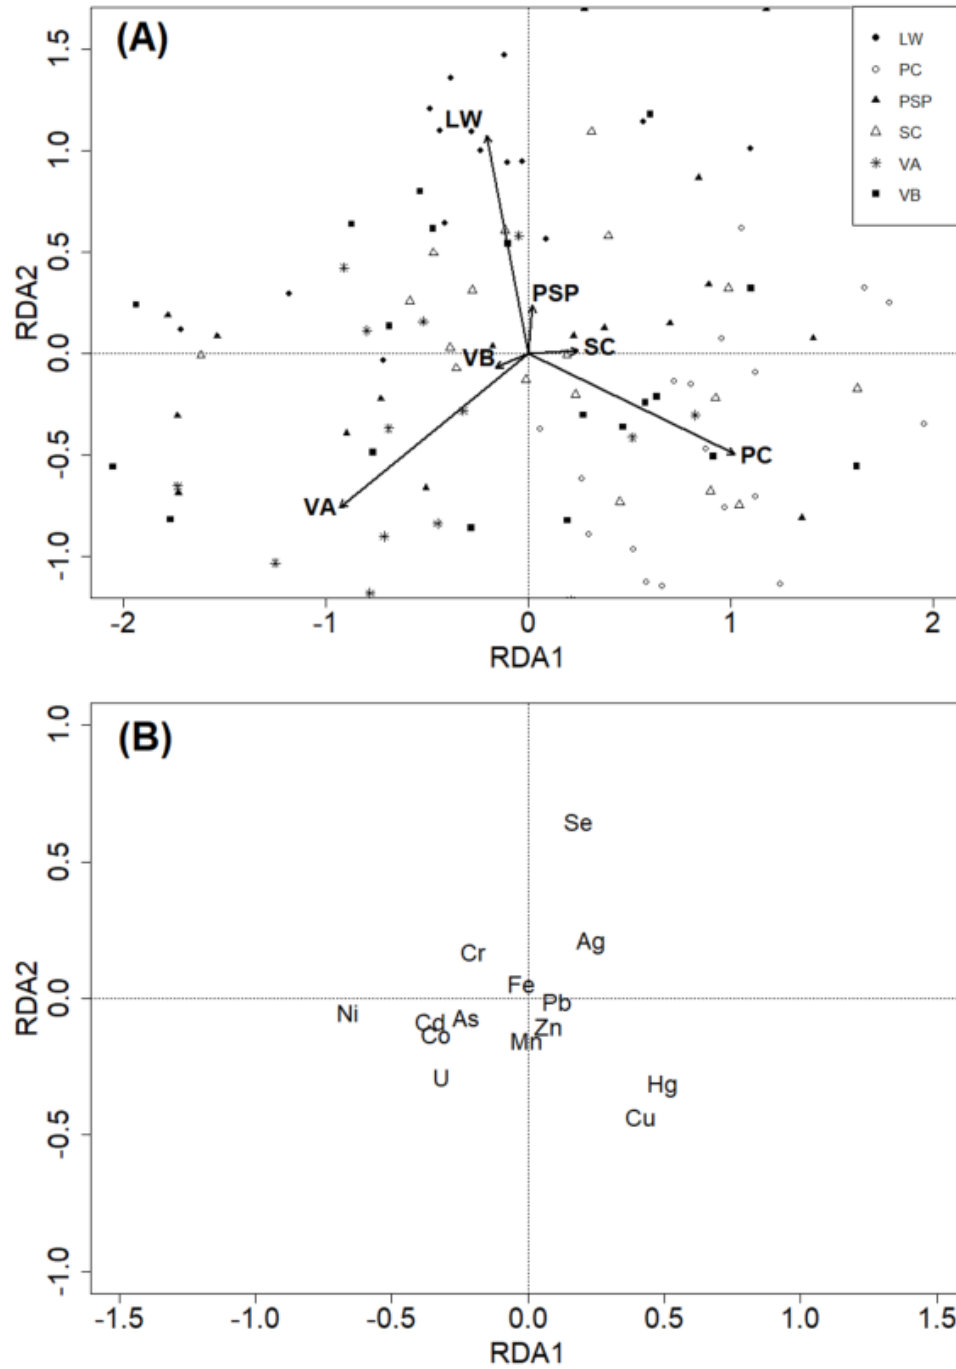 (A)
LW
PC
PSP
SC
VA
VB
1.5
1.0
0.5
0.0
-0.5
-1.0
RDA2
LW
PSP
SC
VB
PC
VA
-2
-1
0
1
2
RDA1
(B)
1.0
0.5
0.0
-0.5
-1.0
RDA2
Se
Ag
Cr
Fe
Pb
Ni
Cd
As
Zn
Co
Mn
U
Hg
Cu
-1.5
-1.0
-0.5
0.0
0.5
1.0
1.5
RDA1